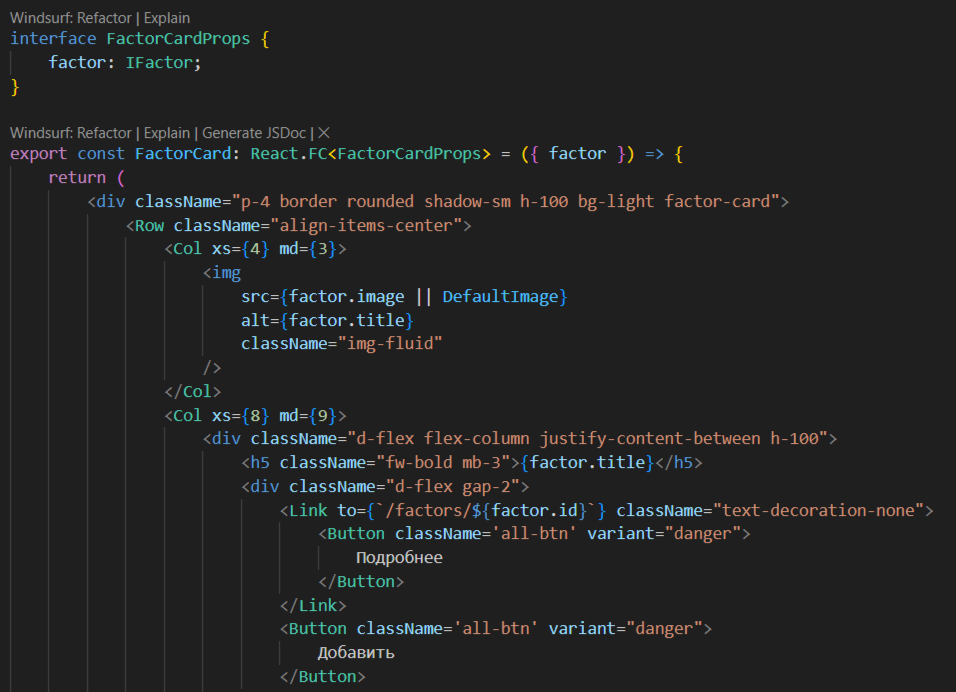 Windsurf: Refactor | Explain
interface FactorCardProps {
    factor: IFactor;
}
Windsurf: Refactor | Explain | Generate JSDoc | ×
export const FactorCard: React.FC<FactorCardProps> = ({ factor }) => {
    return (
        <div className="p-4 border rounded shadow-sm h-100 bg-light factor-card">
            <Row className="align-items-center">
                <Col xs={4} md={3}>
                    <img
                        src={factor.image || DefaultImage}
                        alt={factor.title}
                        className="img-fluid"
                    />
                </Col>
                <Col xs={8} md={9}>
                    <div className="d-flex flex-column justify-content-between h-100">
                        <h5 className="fw-bold mb-3">{factor.title}</h5>
                        <div className="d-flex gap-2">
                            <Link to={`/factors/${factor.id}`} className="text-decoration-none">
                                <Button className='all-btn' variant="danger">
                                    Подробнее
                                </Button>
                            </Link>
                            <Button className='all-btn' variant="danger">
                                Добавить
                            </Button>